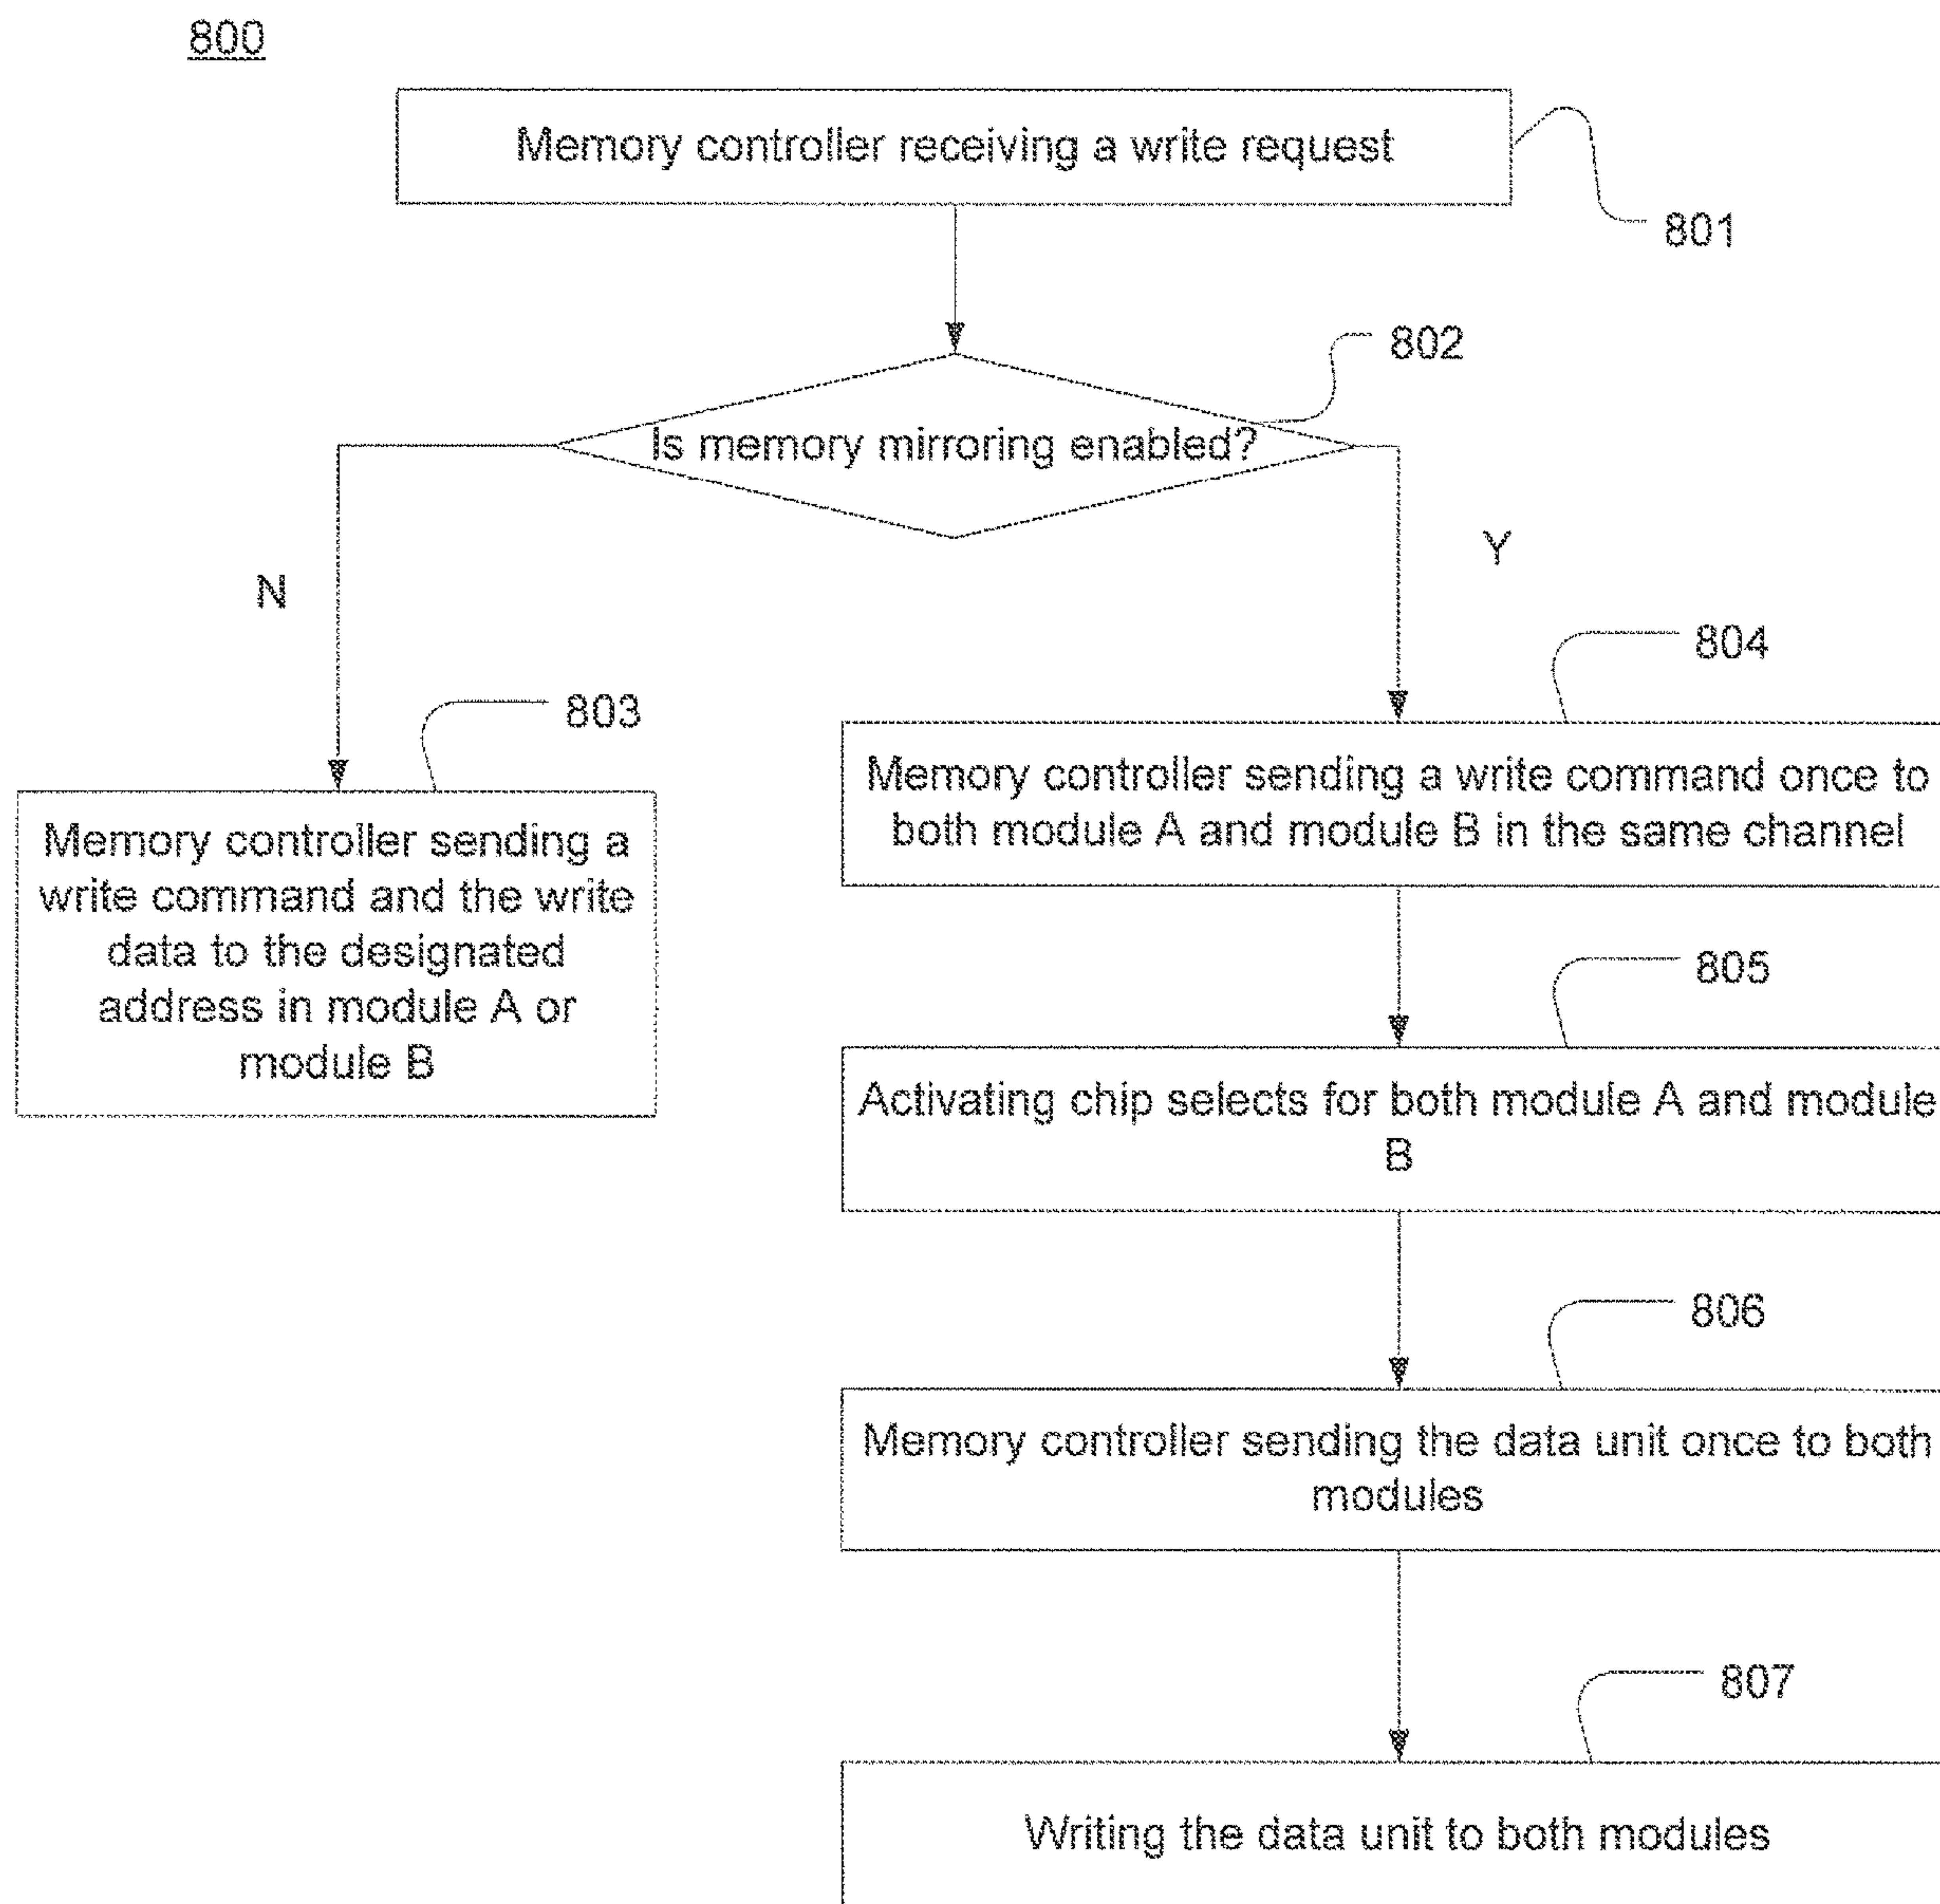 800
Memory controller receiving a write request
801
802
Is memory mirroring enabled?
Y
N
804
803
Memory controller sending a write command once to
both module A and module B in the same channel
Memory controller sending a
write command and the write
data to the designated
address in module A or
module B
805
Activating chip selects for both module A and module
B
806
Memory controller sending the data unit once to both
modules
807
Writing the data unit to both modules